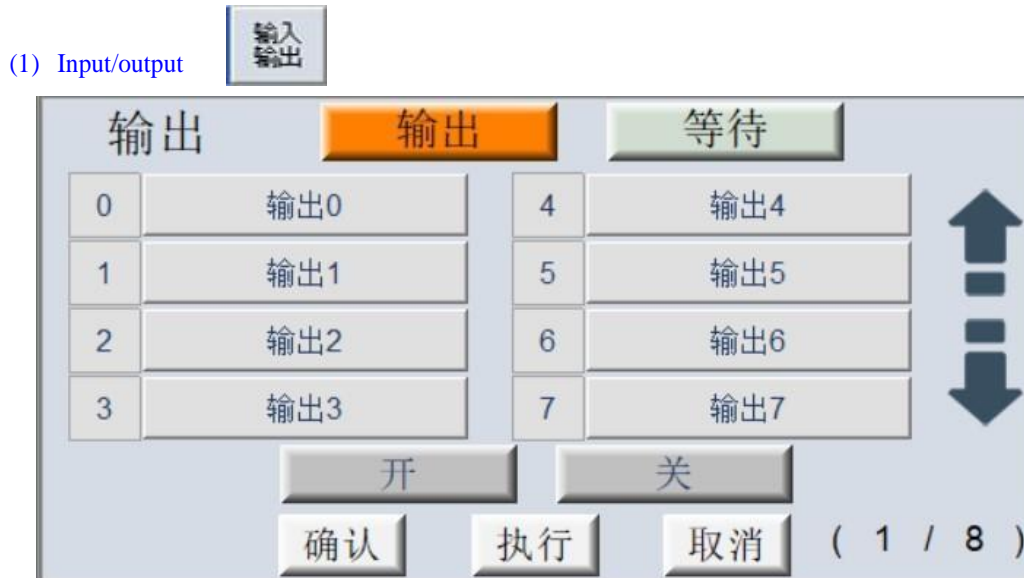 (1) Input/output 输入
输出
输出 输出 等待
0 输出0 4 输出4
1 输出1 5 输出5
2 输出2 6 输出6
3 输出3 7 输出7
开 关
确认 执行 取消 ( 1 / 8 )